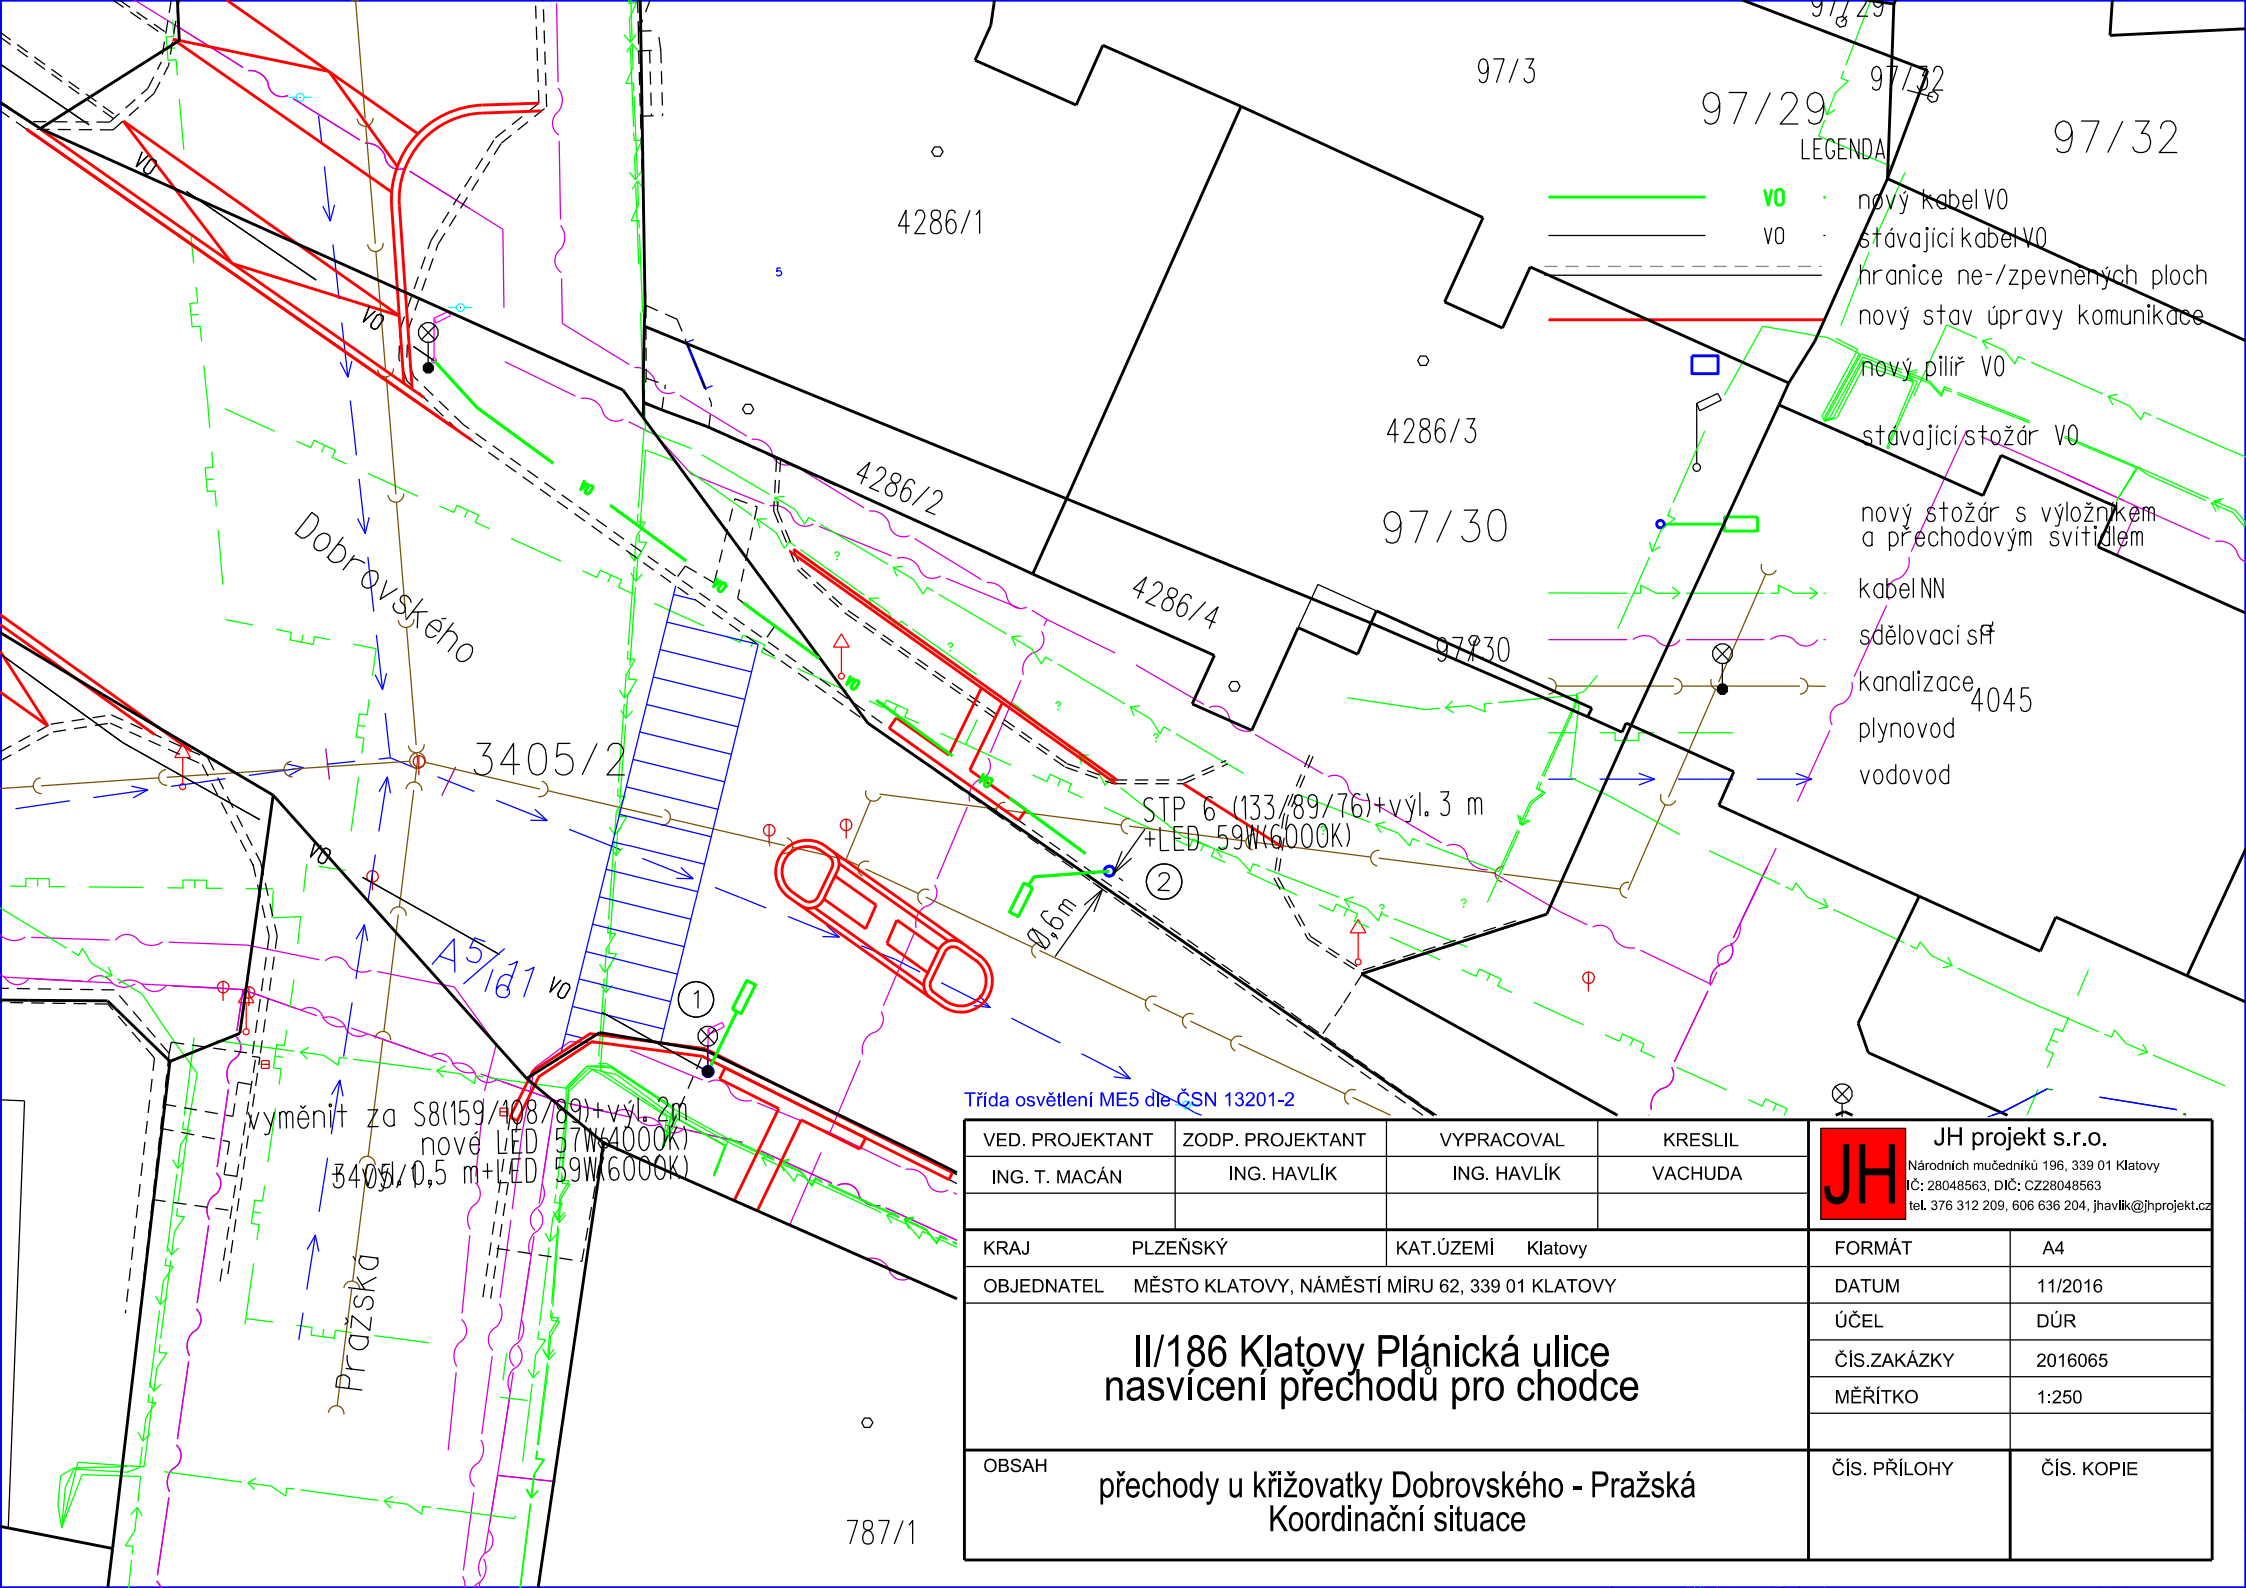 97/29
97/3
97/29
97/32
97/32
LEGENDA
VO
VO nový kabel VO
4286/1
VO stávající kabel VO
5
hranice ne-/zpevněných ploch
VO
nový stav úpravy komunikace
nový pilíř VO
4286/3
stávající stožár VO
4286/2
VO
97/30
nový stožár s výložníkem
a přechodovým svítidlem
Dobrovského
VO
4286/4
kabel NN
sdělovací síť
97/30
VO
kanalizace
4045
3405/2
plynovod
VO
vodovod
STP 6 (133/89/76)+výl. 3 m
+LED 59W(6000K)
VO
2
0,6m
A5/11
16
VO
1
vyměnit za S8(159/108/89)+výl. 2m
nové LED 57W(4000K)
+ výl. 0,5 m+LED 59W(6000K)
3405/1
Pražská
787/1
Třída osvětlení ME5 dle ČSN 13201-2
VED. PROJEKTANT ZODP. PROJEKTANT VYPRACOVAL KRESLIL
ING. T. MACÁN ING. HAVLÍK ING. HAVLÍK VACHUDA
JH
JH projekt s.r.o.
Národních mučedníků 196, 339 01 Klatovy
IČ: 28048563, DIČ: CZ28048563
tel. 376 312 209, 606 636 204, jhavlik@jhprojekt.cz
KRAJ PLZEŇSKÝ KAT.ÚZEMÍ Klatovy
OBJEDNATEL MĚSTO KLATOVY, NÁMĚSTÍ MÍRU 62, 339 01 KLATOVY
II/186 Klatovy Plánická ulice
nasvícení přechodů pro chodce
OBSAH
přechody u křižovatky Dobrovského - Pražská
Koordinační situace
FORMÁT A4
DATUM 11/2016
ÚČEL DÚR
ČÍS.ZAKÁZKY 2016065
MĚŘÍTKO 1:250
ČÍS. PŘÍLOHY ČÍS. KOPIE